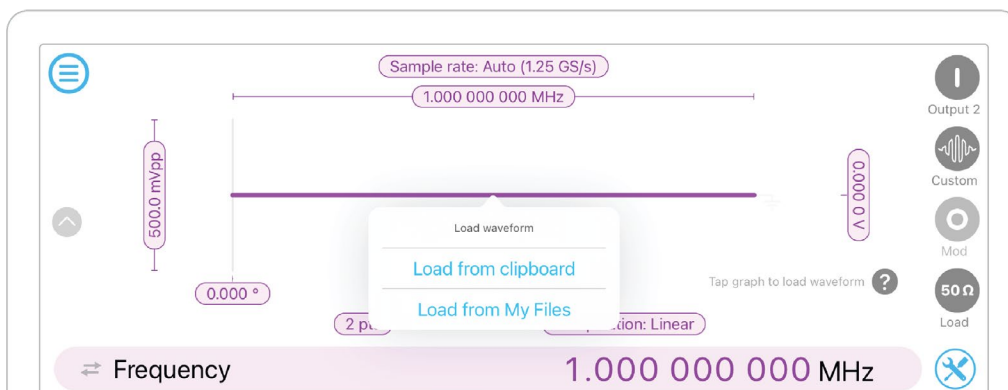 Sample rate: Auto (1.25 GS/s)
1.000 000 000 MHz
Output 2
500.0 mVpp
0.000 V
Custom
Load waveform
Mod
Load from clipboard
Tap graph to load waveform ?
50 Ω
0.000 °
Load from My Files
Load
2
Linear
Frequency
1.000 000 000 MHz